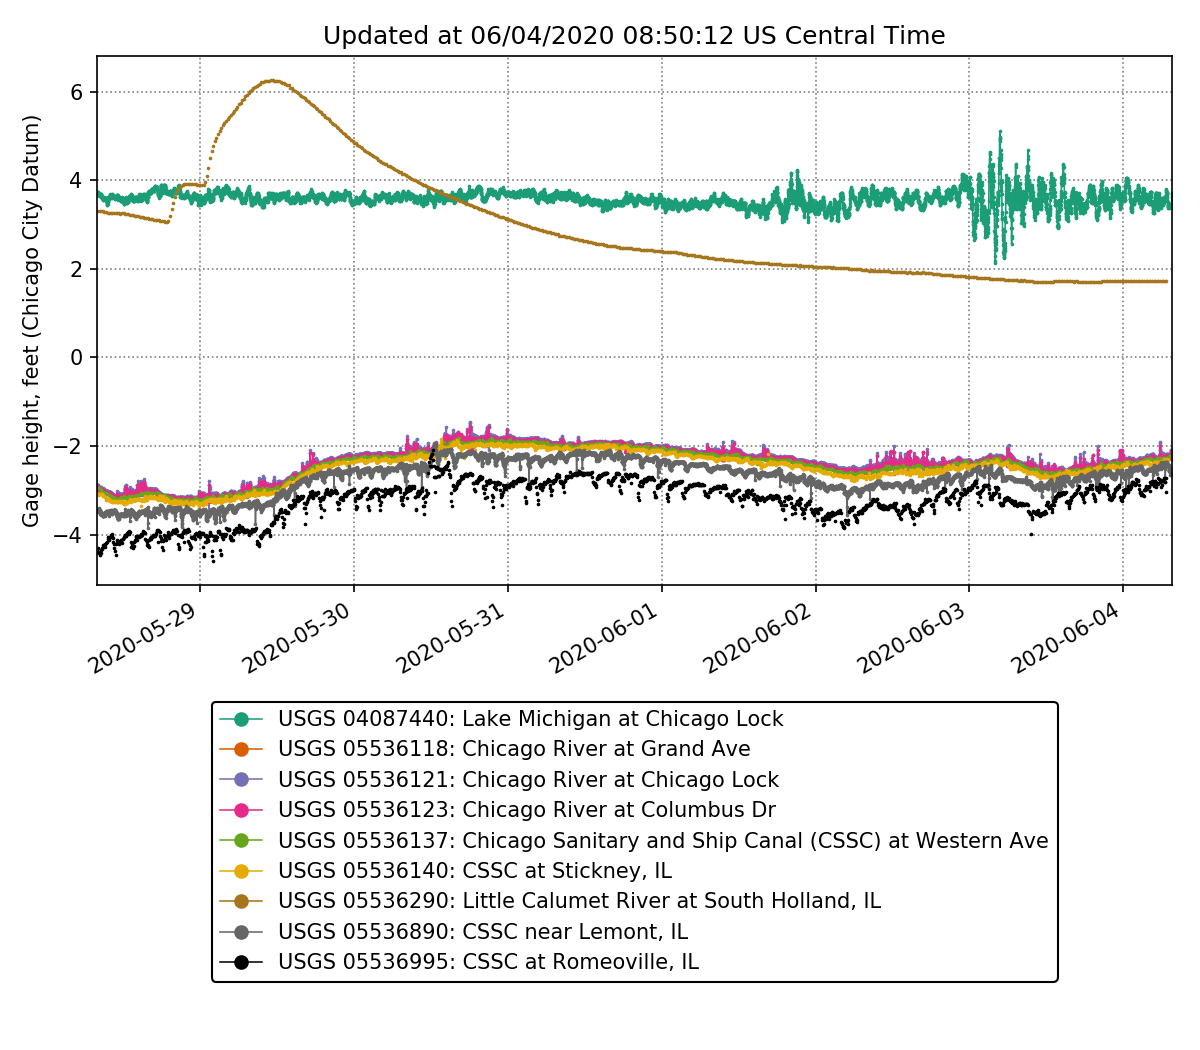 Updated at 06/04/2020 08:50:12 US Central Time
Gage height, feet (Chicago City Datum)
6
4
2
0
−2
−4
2020-05-29
2020-05-30
2020-05-31
2020-06-01
2020-06-02
2020-06-03
2020-06-04
USGS 04087440: Lake Michigan at Chicago Lock
USGS 05536118: Chicago River at Grand Ave
USGS 05536121: Chicago River at Chicago Lock
USGS 05536123: Chicago River at Columbus Dr
USGS 05536137: Chicago Sanitary and Ship Canal (CSSC) at Western Ave
USGS 05536140: CSSC at Stickney, IL
USGS 05536290: Little Calumet River at South Holland, IL
USGS 05536890: CSSC near Lemont, IL
USGS 05536995: CSSC at Romeoville, IL